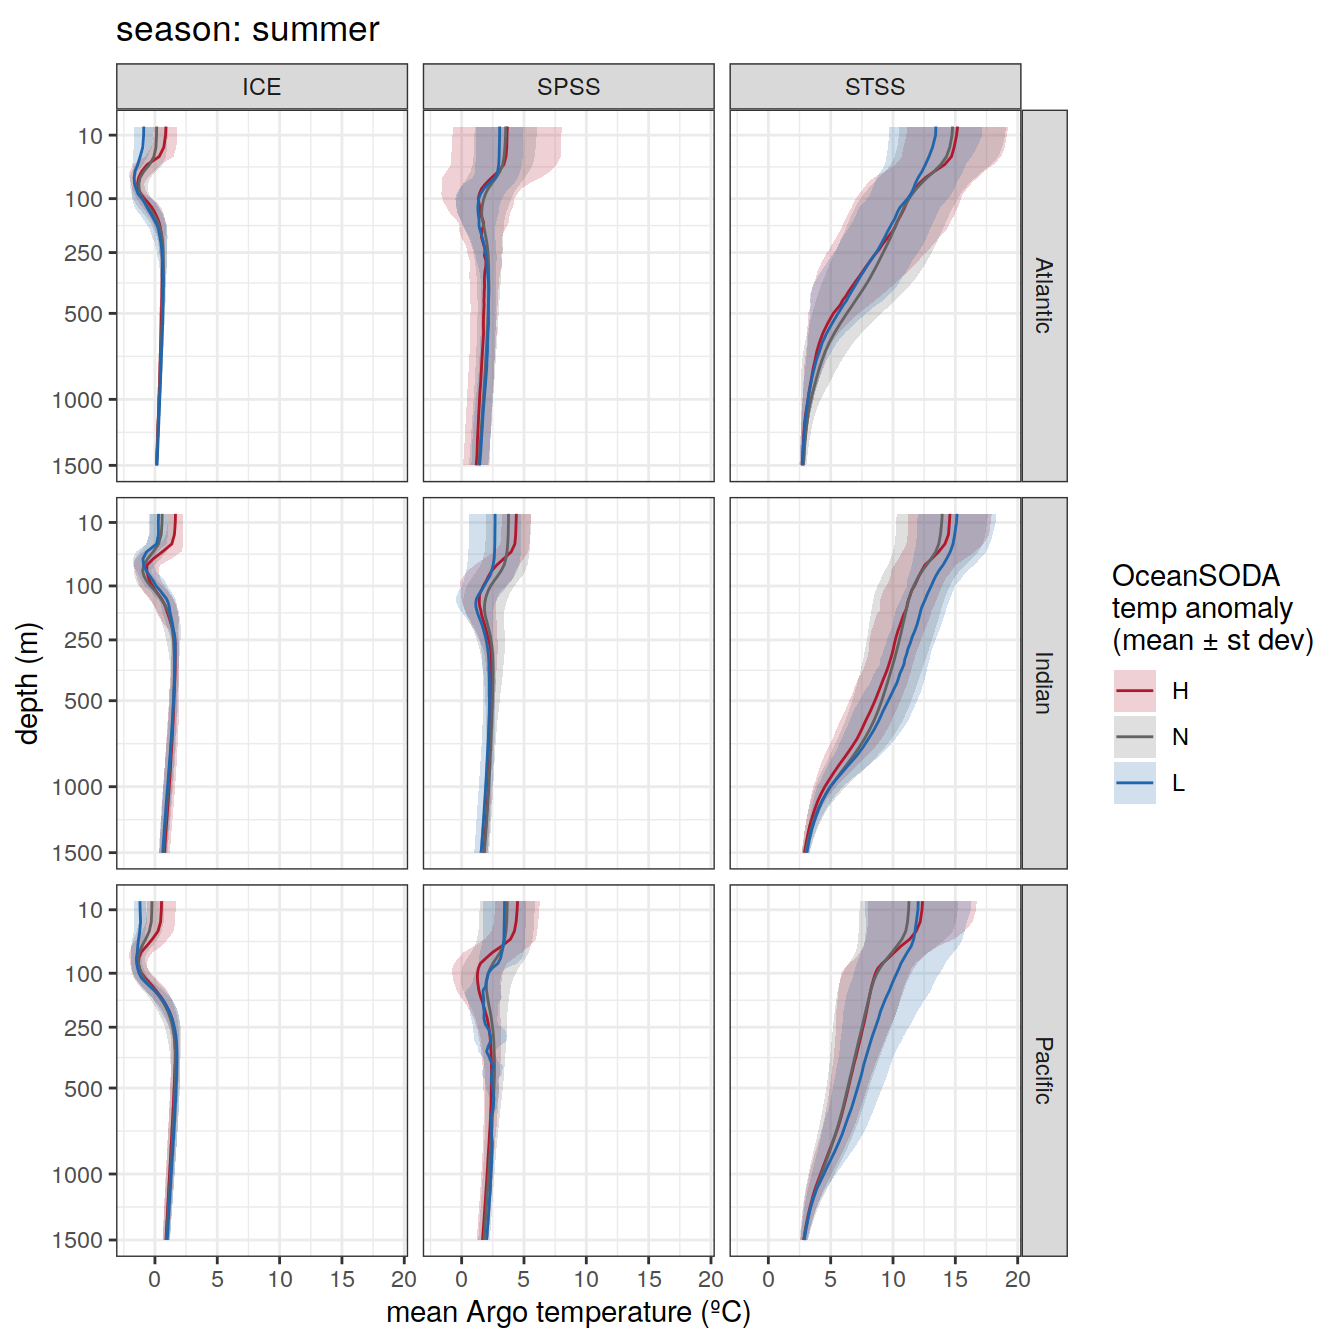 season: summer
ICE
SPSS
STSS
10
100
250
500
1000
1500
Atlantic
10
100
250
500
1000
1500
Indian
10
100
250
500
1000
1500
Pacific
depth (m)
0 5 10 15 20
0 5 10 15 20
0 5 10 15 20
mean Argo temperature (ºC)
OceanSODA
temp anomaly
(mean ± st dev)
H
N
L